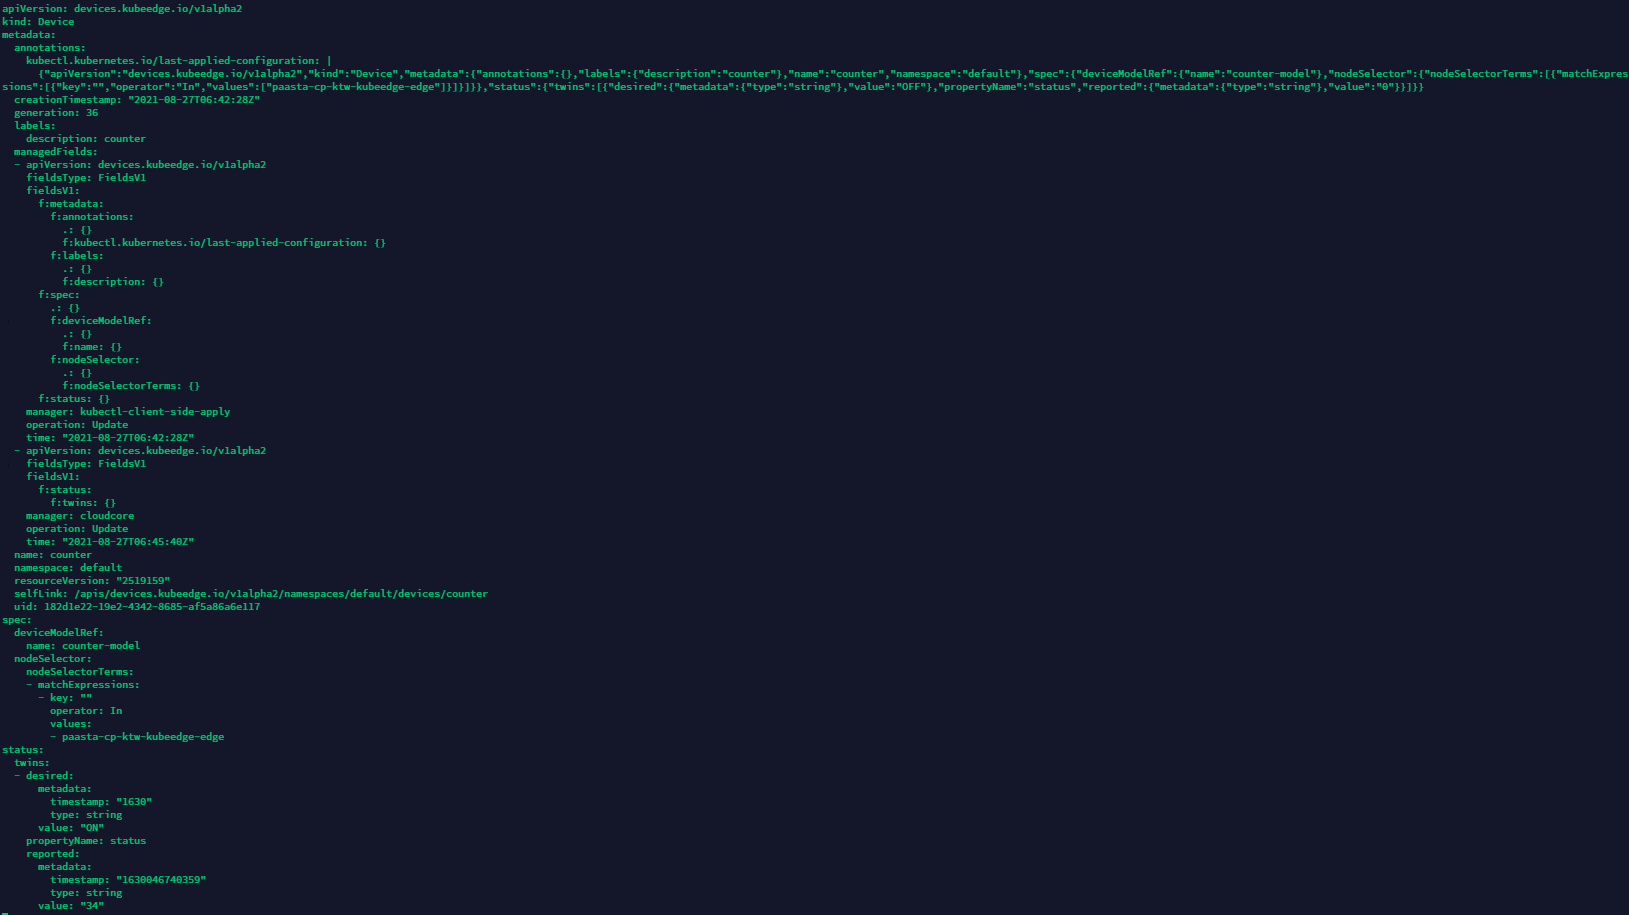 apiVersion: devices.kubeedge.io/v1alpha2
kind: Device
metadata:
  annotations:
    kubectl.kubernetes.io/last-applied-configuration: |
      {"apiVersion":"devices.kubeedge.io/v1alpha2","kind":"Device","metadata":{"annotations":{},"labels":{"description":"counter"},"name":"counter","namespace":"default"},"spec":{"deviceModelRef":{"name":"counter-model"},"nodeSelector":{"nodeSelectorTerms":[{"matchExpres
sions":[{"key":"","operator":"In","values":["paasta-cp-ktw-kubeedge-edge"]}]}]}},"status":{"twins":[{"desired":{"metadata":{"type":"string"},"value":"OFF"},"propertyName":"status","reported":{"metadata":{"type":"string"},"value":"0"}}]}}
  creationTimestamp: "2021-08-27T06:42:28Z"
  generation: 36
  labels:
    description: counter
  managedFields:
  - apiVersion: devices.kubeedge.io/v1alpha2
    fieldsType: FieldsV1
    fieldsV1:
      f:metadata:
        f:annotations:
          .: {}
          f:kubectl.kubernetes.io/last-applied-configuration: {}
        f:labels:
          .: {}
          f:description: {}
      f:spec:
        .: {}
        f:deviceModelRef:
          .: {}
          f:name: {}
        f:nodeSelector:
          .: {}
          f:nodeSelectorTerms: {}
      f:status: {}
    manager: kubectl-client-side-apply
    operation: Update
    time: "2021-08-27T06:42:28Z"
  - apiVersion: devices.kubeedge.io/v1alpha2
    fieldsType: FieldsV1
    fieldsV1:
      f:status:
        f:twins: {}
    manager: cloudcore
    operation: Update
    time: "2021-08-27T06:45:40Z"
  name: counter
  namespace: default
  resourceVersion: "2519159"
  selfLink: /apis/devices.kubeedge.io/v1alpha2/namespaces/default/devices/counter
  uid: 182d1e22-19e2-4342-8685-af5a86a6e117
spec:
  deviceModelRef:
    name: counter-model
  nodeSelector:
    nodeSelectorTerms:
    - matchExpressions:
      - key: ""
        operator: In
        values:
        - paasta-cp-ktw-kubeedge-edge
status:
  twins:
  - desired:
      metadata:
        timestamp: "1630"
        type: string
      value: "ON"
    propertyName: status
    reported:
      metadata:
        timestamp: "1630046740359"
        type: string
      value: "34"